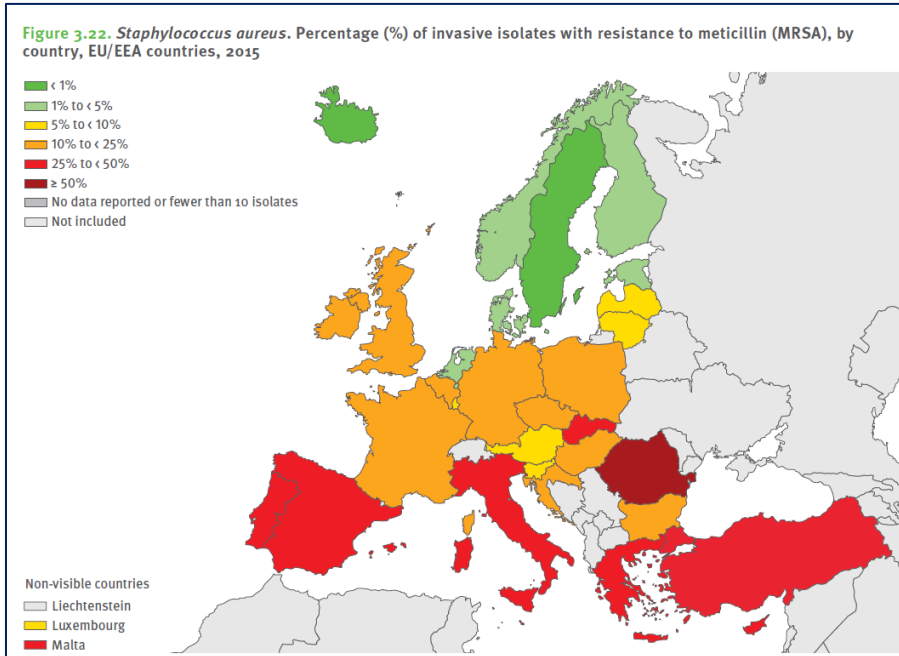 Figure 3.22. Staphylococcus aureus. Percentage (%) of invasive isolates with resistance to meticillin (MRSA), by
country, EU/EEA countries, 2015
< 1%
1% to < 5%
5% to < 10%
10% to < 25%
25% to < 50%
≥ 50%
No data reported or fewer than 10 isolates
Not included
Non-visible countries
Liechtenstein
Luxembourg
Malta